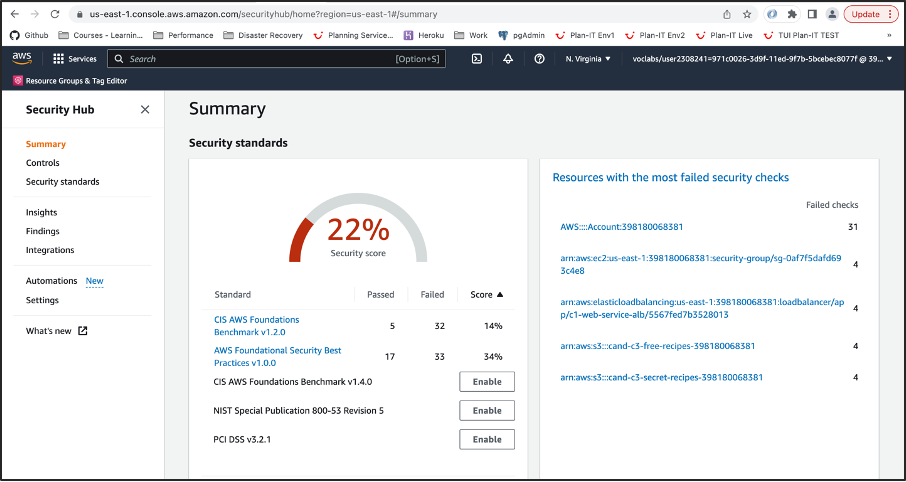 us-east-1.console.aws.amazon.com/securityhub/home?region=us-east-1#/summary
Update
Github Courses - Learnin... Performance Disaster Recovery Planning Service... Heroku Work pgAdmin Plan-IT Env1 Plan-IT Env2 Plan-IT Live TUI Plan-IT TEST »
aws Services Search [Option+S] N. Virginia voclabs/user2308241=971c0026-3d9f-11ed-9f7b-5bcebec8077f @ 39...
Resource Groups & Tag Editor
Security Hub
Summary
Controls
Security standards
Insights
Findings
Integrations
Automations New
Settings
What's new
Summary
Security standards
22%
Security score
Standard Passed Failed Score
CIS AWS Foundations
Benchmark v1.2.0 5 32 14%
AWS Foundational Security Best
Practices v1.0.0 17 33 34%
CIS AWS Foundations Benchmark v1.4.0 Enable
NIST Special Publication 800-53 Revision 5 Enable
PCI DSS v3.2.1 Enable
Resources with the most failed security checks
Failed checks
AWS::::Account:398180068381 31
arn:aws:ec2:us-east-1:398180068381:security-group/sg-0af7f5dafd69
3c4e8 4
arn:aws:elasticloadbalancing:us-east-1:398180068381:loadbalancer/ap
p/c1-web-service-alb/5567fed7b3528013 4
arn:aws:s3:::cand-c3-free-recipes-398180068381 4
arn:aws:s3:::cand-c3-secret-recipes-398180068381 4